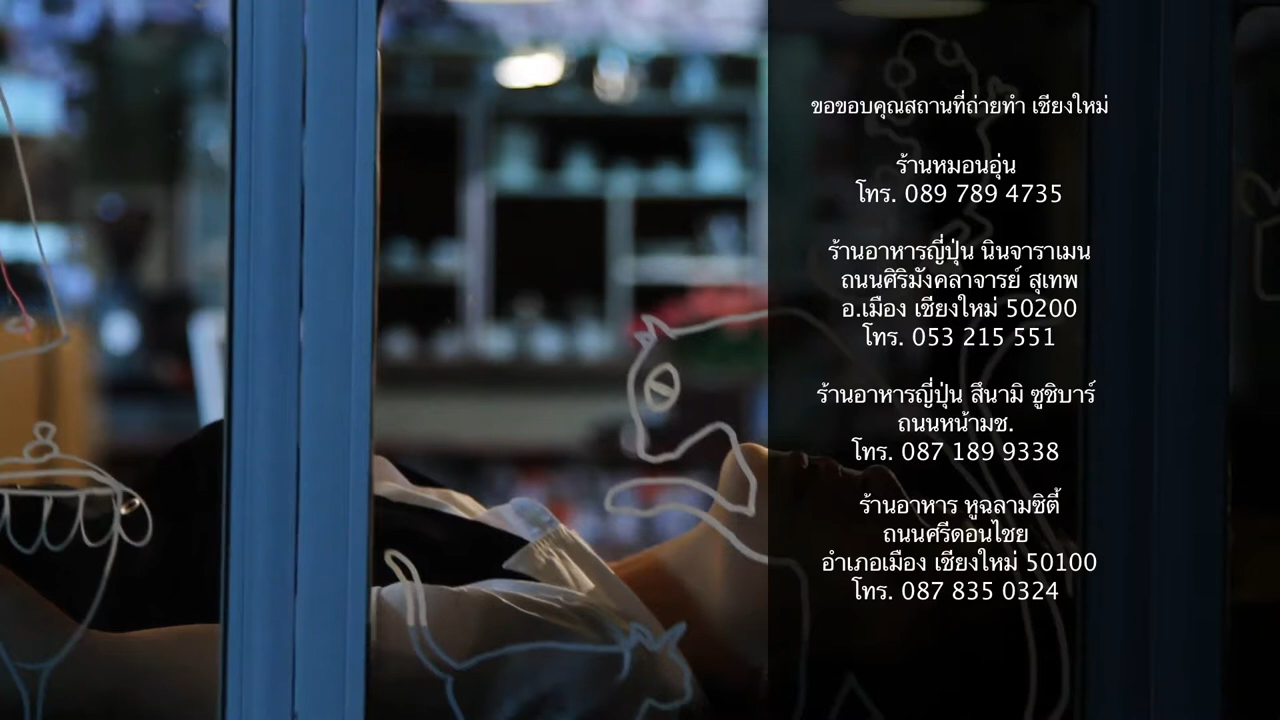 ขอขอบคุณสถานที่ถ่ายทำ เชียงใหม่
ร้านหมอนอุ่น
โทร. 089 789 4735
ร้านอาหารญี่ปุ่น นินจาราเมน
ถนนศิริมังคลาจารย์ สุเทพ
อ.เมือง เชียงใหม่ 50200
โทร. 053 215 551
ร้านอาหารญี่ปุ่น สึนามิ ซูชิบาร์
ถนนหน้ามช.
โทร. 087 189 9338
ร้านอาหาร หูฉลามซิตี้
ถนนศรีดอนไชย
อำเภอเมือง เชียงใหม่ 50100
โทร. 087 835 0324